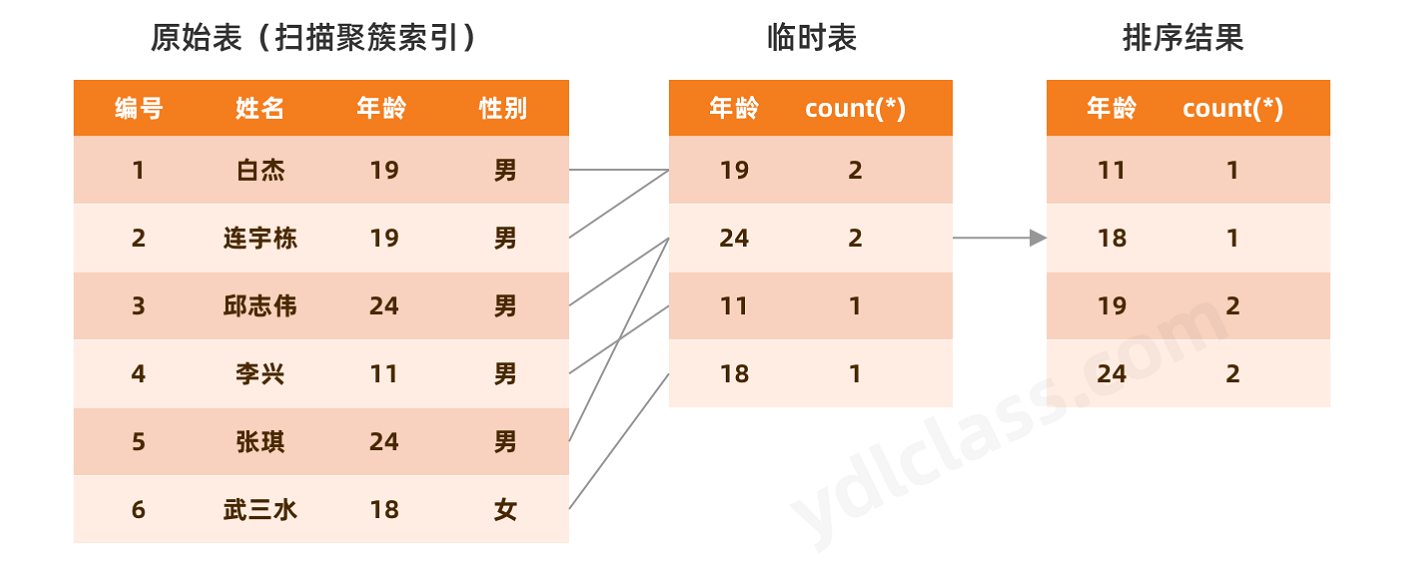 原始表（扫描聚簇索引） 临时表 排序结果
编号 姓名 年龄 性别 年龄 count(*) 年龄 count(*)
1 白杰 19 男 19 2 11 1
2 连宇栋 19 男 24 2 18 1
3 邱志伟 24 男 11 1 19 2
4 李兴 11 男 18 1 24 2
5 张琪 24 男
6 武三水 18 女
ydlclass.com